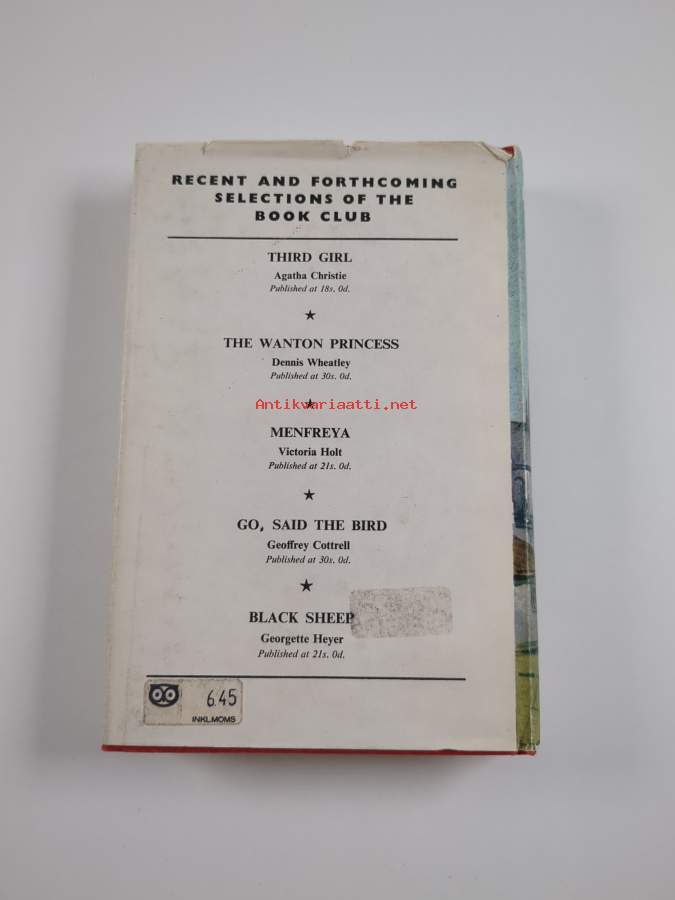 RECENT AND FORTHCOMING
SELECTIONS OF THE
BOOK CLUB
THIRD GIRL
Agatha Christie
Published at 18s. 0d.
THE WANTON PRINCESS
Dennis Wheatley
Published at 30s. 0d.
Antikvariaatti.net
MENFREYA
Victoria Holt
Published at 21s. 0d.
GO, SAID THE BIRD
Geoffrey Cottrell
Published at 30s. 0d.
BLACK SHEEP
Georgette Heyer
Published at 21s. 0d.
6.45
INKL.MOMS